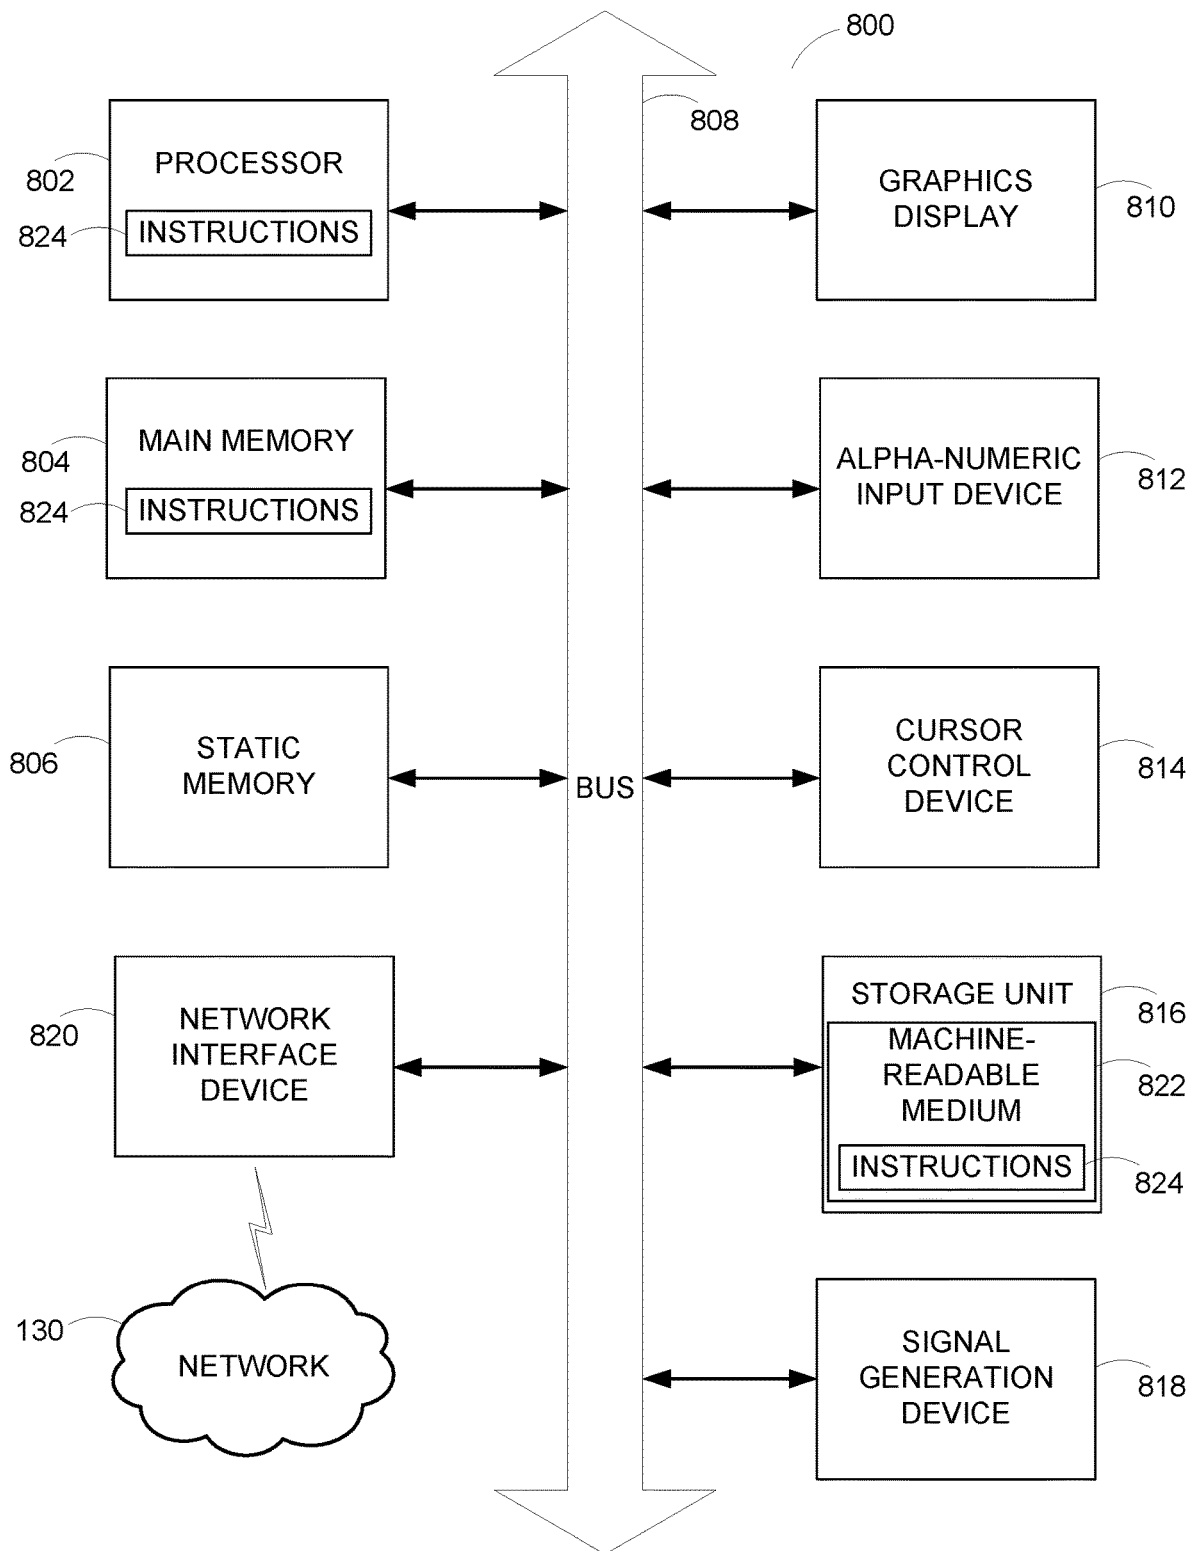 800
808
802
PROCESSOR
824
INSTRUCTIONS
GRAPHICS
DISPLAY
810
804
MAIN MEMORY
824
INSTRUCTIONS
ALPHA-NUMERIC
INPUT DEVICE
812
806
STATIC
MEMORY
BUS
CURSOR
CONTROL
DEVICE
814
820
NETWORK
INTERFACE
DEVICE
STORAGE UNIT
816
MACHINE-
READABLE
MEDIUM
822
INSTRUCTIONS
824
130
NETWORK
SIGNAL
GENERATION
DEVICE
818